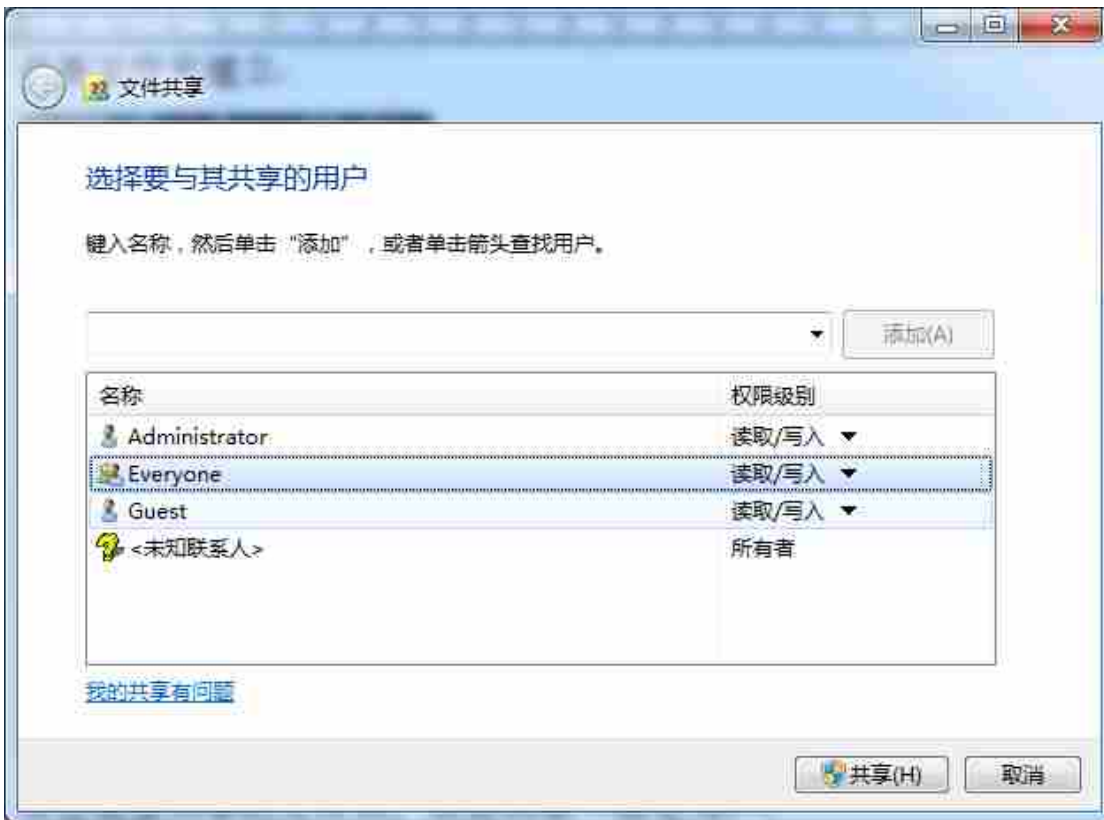 文件共享
选择要与其共享的用户
键入名称，然后单击“添加”，或者单击箭头查找用户。
添加(A)
名称 权限级别
Administrator 读取/写入
Everyone 读取/写入
Guest 读取/写入
<未知联系人> 所有者
我的共享有问题
共享(H) 取消